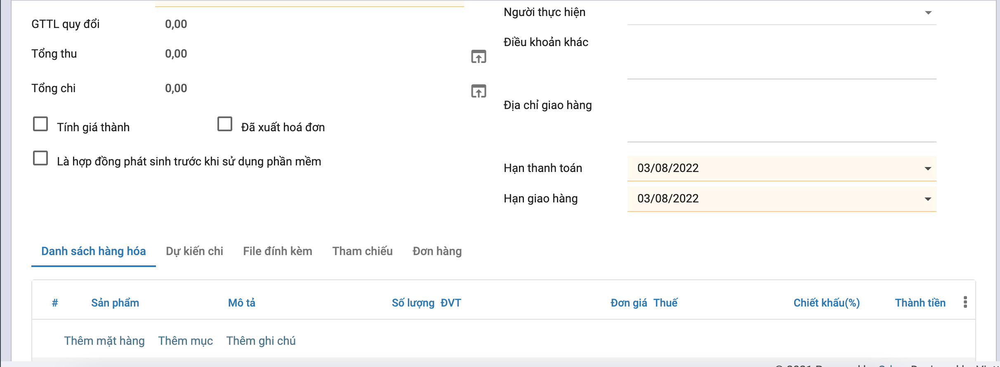 GTTL quy đổi 0,00
Tổng thu 0,00
Tổng chi 0,00
Tính giá thành Đã xuất hoá đơn
Là hợp đồng phát sinh trước khi sử dụng phần mềm
Người thực hiện
Điều khoản khác
Địa chỉ giao hàng
Hạn thanh toán 03/08/2022
Hạn giao hàng 03/08/2022
Danh sách hàng hóa Dự kiến chi File đính kèm Tham chiếu Đơn hàng
# Sản phẩm Mô tả Số lượng ĐVT Đơn giá Thuế Chiết khấu(%) Thành tiền
Thêm mặt hàng Thêm mục Thêm ghi chú